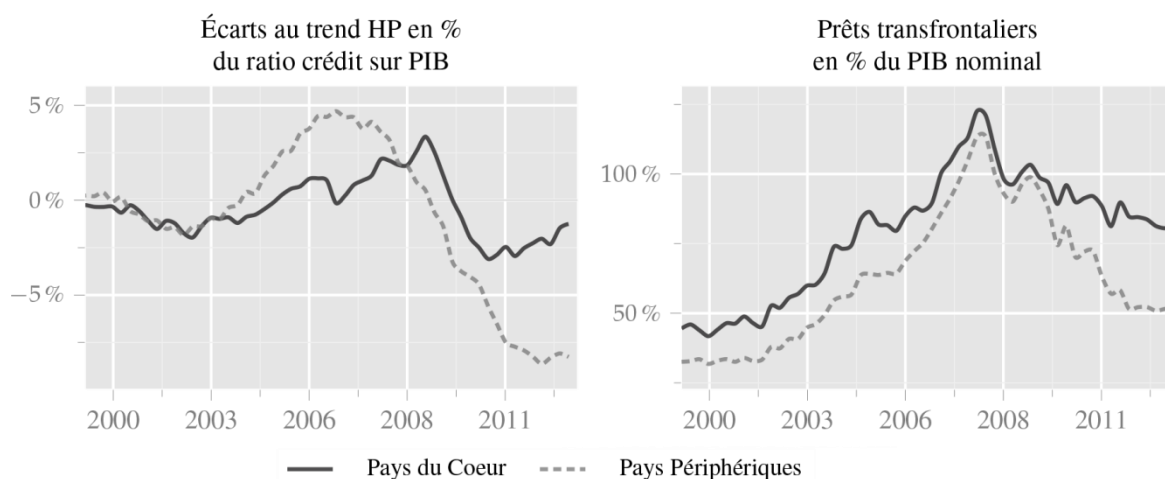 Écarts au trend HP en %
du ratio crédit sur PIB
5 %
0 %
−5 %
2000 2003 2006 2008 2011
Prêts transfrontaliers
en % du PIB nominal
100 %
50 %
2000 2003 2006 2008 2011
Pays du Coeur Pays Périphériques